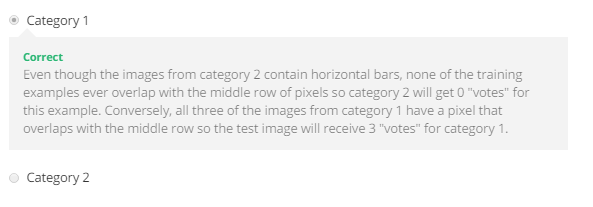 Category 1
Correct
Even though the images from category 2 contain horizontal bars, none of the training
examples ever overlap with the middle row of pixels so category 2 will get 0 "votes" for
this example. Conversely, all three of the images from category 1 have a pixel that
overlaps with the middle row so the test image will receive 3 "votes" for category 1.
Category 2